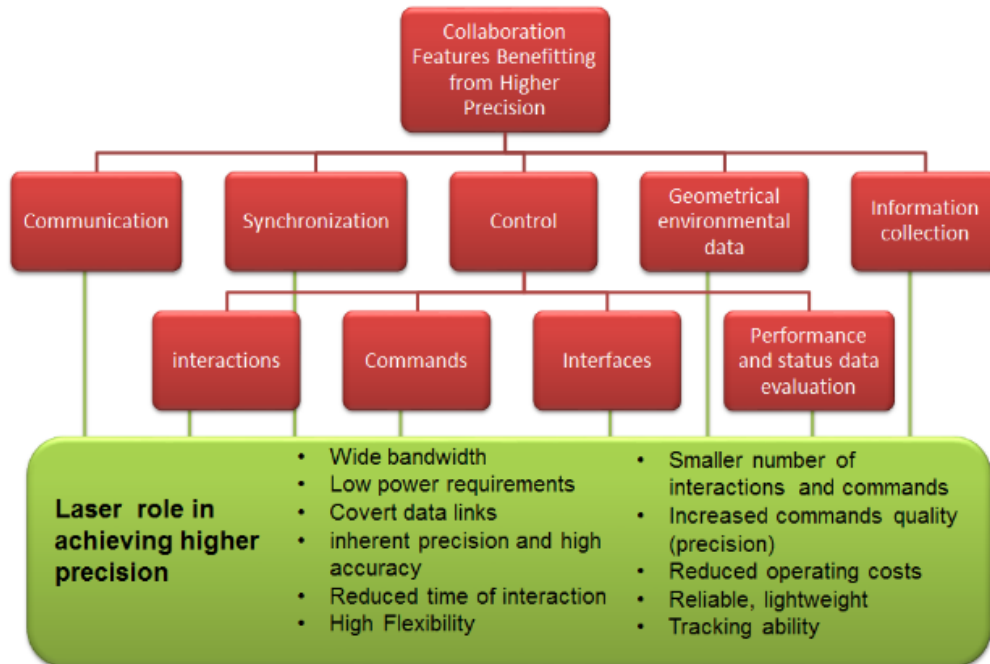 Collaboration
Features Benefitting
from Higher
Precision
Communication
Synchronization
Control
Geometrical
environmental
data
Information
collection
interactions
Commands
Interfaces
Performance
and status data
evaluation
Laser role in
achieving higher
precision
• Wide bandwidth
• Low power requirements
• Covert data links
• inherent precision and high
accuracy
• Reduced time of interaction
• High Flexibility
• Smaller number of
interactions and commands
• Increased commands quality
(precision)
• Reduced operating costs
• Reliable, lightweight
• Tracking ability